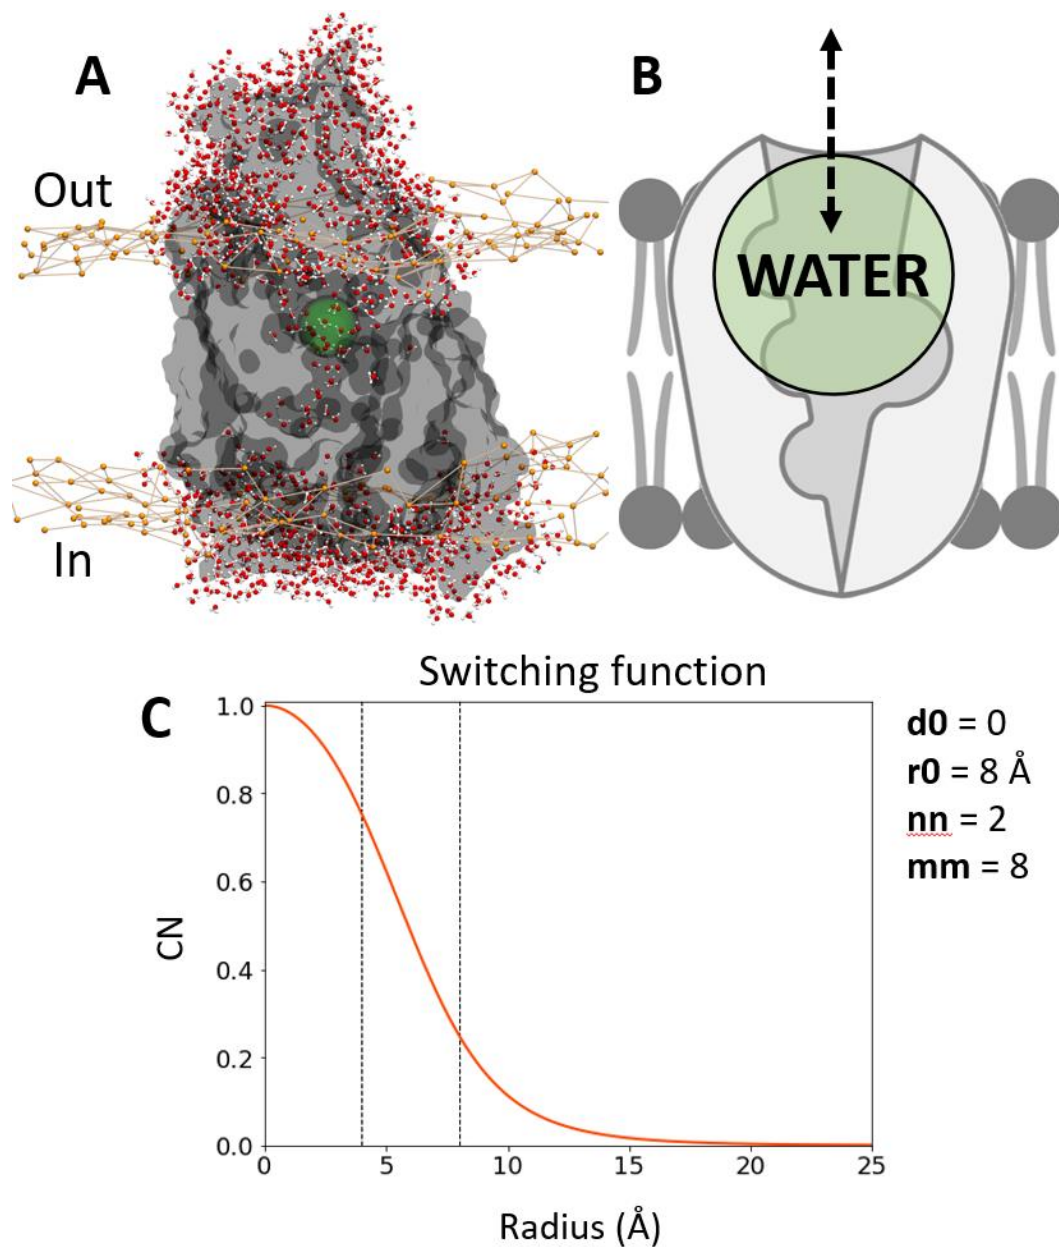 A
Out
In
B
WATER
Switching function
C
1.0
0.8
0.6
0.4
0.2
0.0
CN
0
5
10
15
20
25
Radius (Å)
d0 = 0
r0 = 8 Å
nn = 2
mm = 8